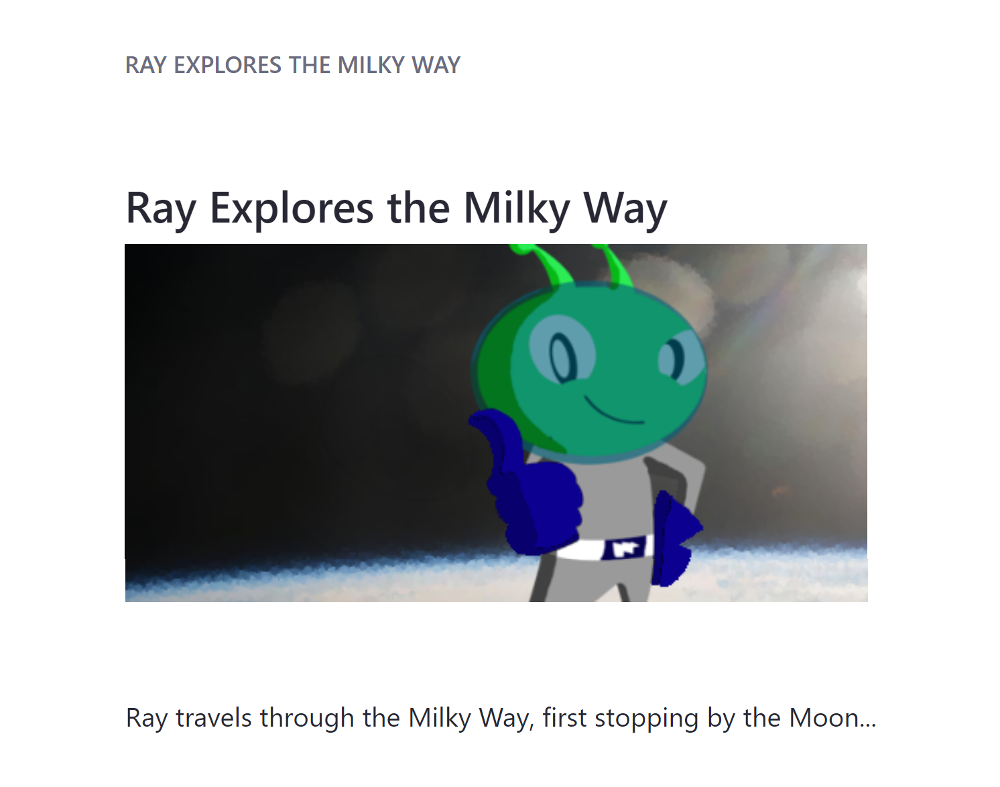 RAY EXPLORES THE MILKY WAY
Ray Explores the Milky Way
Ray travels through the Milky Way, first stopping by the Moon...